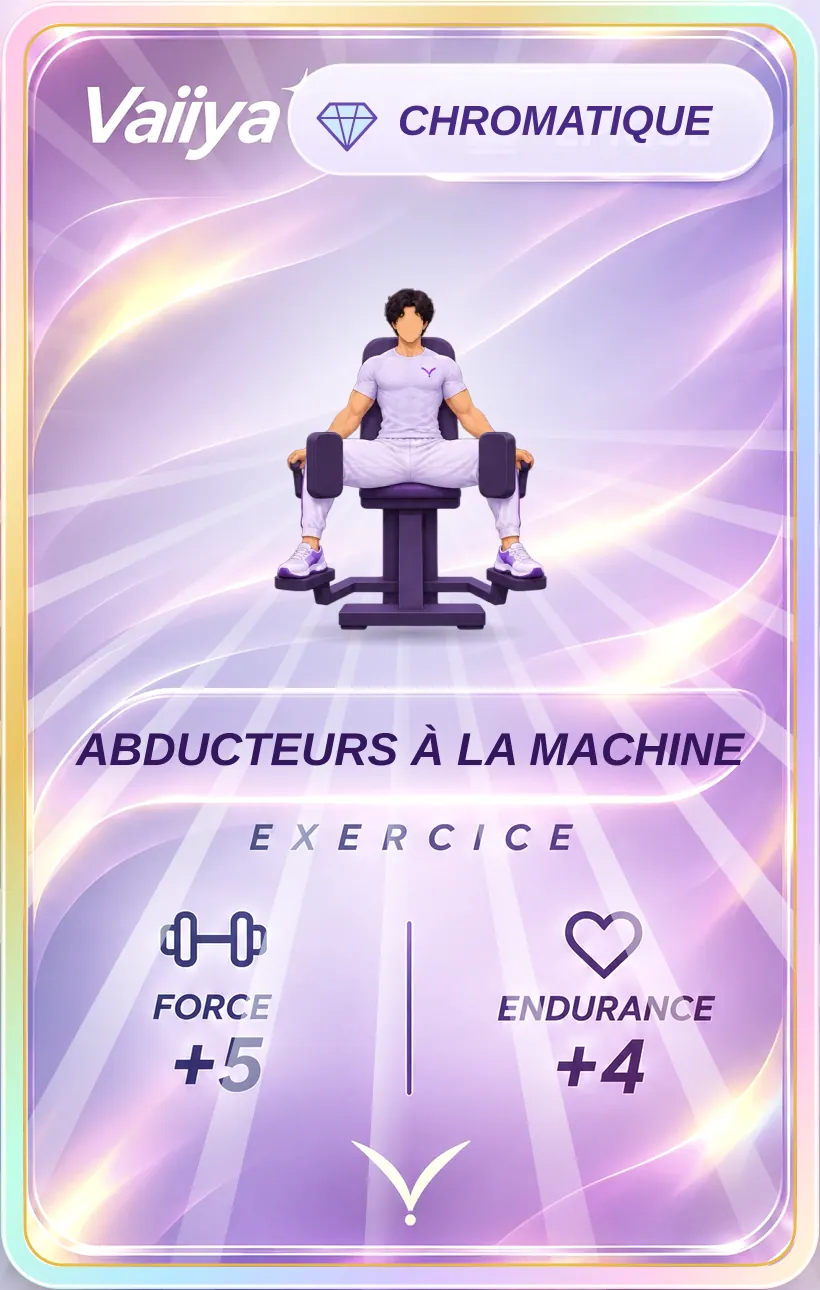 Vaiiya
CHROMATIQUE
ABDUCTEURS À LA MACHINE
EXERCICE
FORCE
+5
ENDURANCE
+4